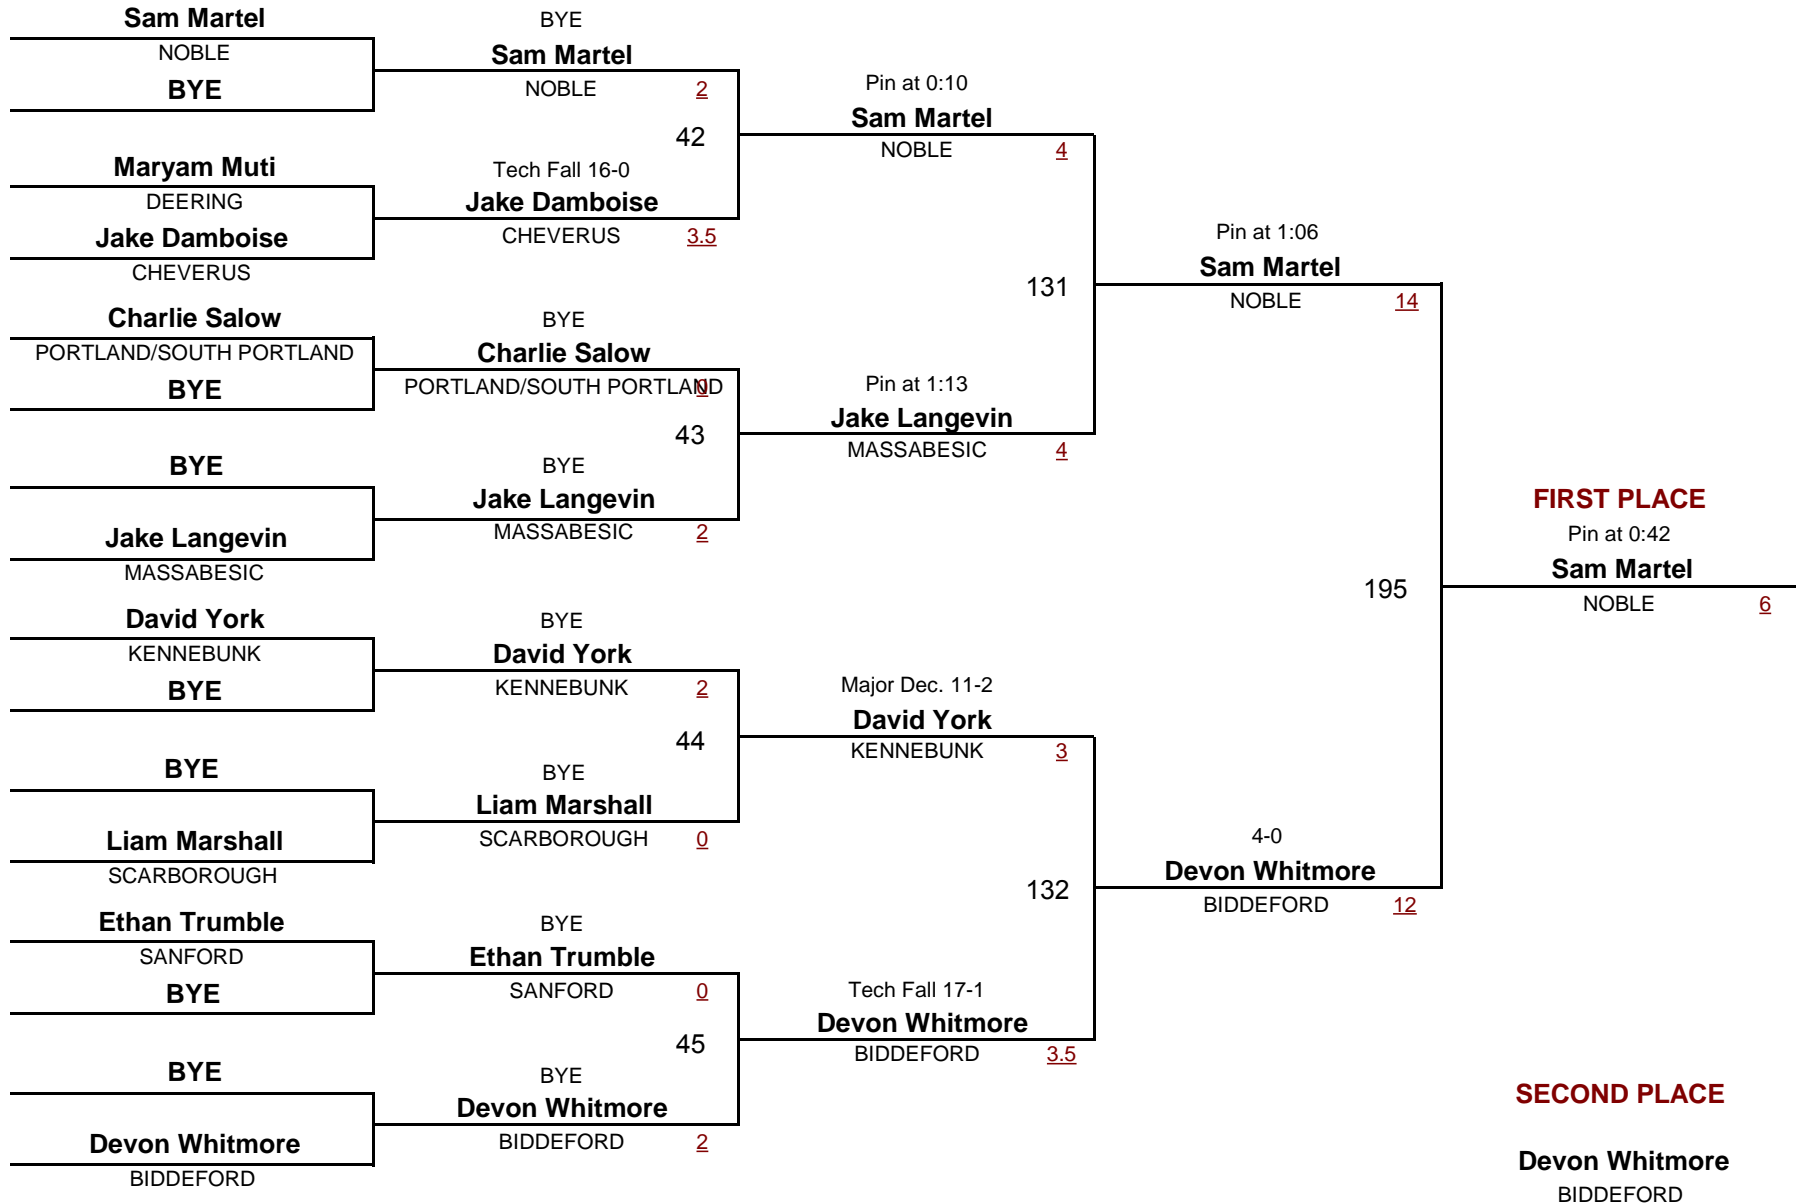 Sam Martel
NOBLE
BYE
Maryam Muti
DEERING
Jake Damboise
CHEVERUS
Charlie Salow
PORTLAND/SOUTH PORTLAND
BYE
BYE
Jake Langevin
MASSABESIC
David York
KENNEBUNK
BYE
BYE
Liam Marshall
SCARBOROUGH
Ethan Trumble
SANFORD
BYE
BYE
Devon Whitmore
BIDDEFORD
BYE
Sam Martel
NOBLE 2
42
Tech Fall 16-0
Jake Damboise
CHEVERUS 3.5
BYE
Charlie Salow
PORTLAND/SOUTH PORTLAND 0
43
BYE
Jake Langevin
MASSABESIC 2
BYE
David York
KENNEBUNK 2
44
BYE
Liam Marshall
SCARBOROUGH 0
BYE
Ethan Trumble
SANFORD 0
45
BYE
Devon Whitmore
BIDDEFORD 2
Pin at 0:10
Sam Martel
NOBLE 4
131
Pin at 1:13
Jake Langevin
MASSABESIC 4
Major Dec. 11-2
David York
KENNEBUNK 3
132
Tech Fall 17-1
Devon Whitmore
BIDDEFORD 3.5
Pin at 1:06
Sam Martel
NOBLE 14
195
4-0
Devon Whitmore
BIDDEFORD 12
FIRST PLACE
Pin at 0:42
Sam Martel
NOBLE 6
SECOND PLACE
Devon Whitmore
BIDDEFORD